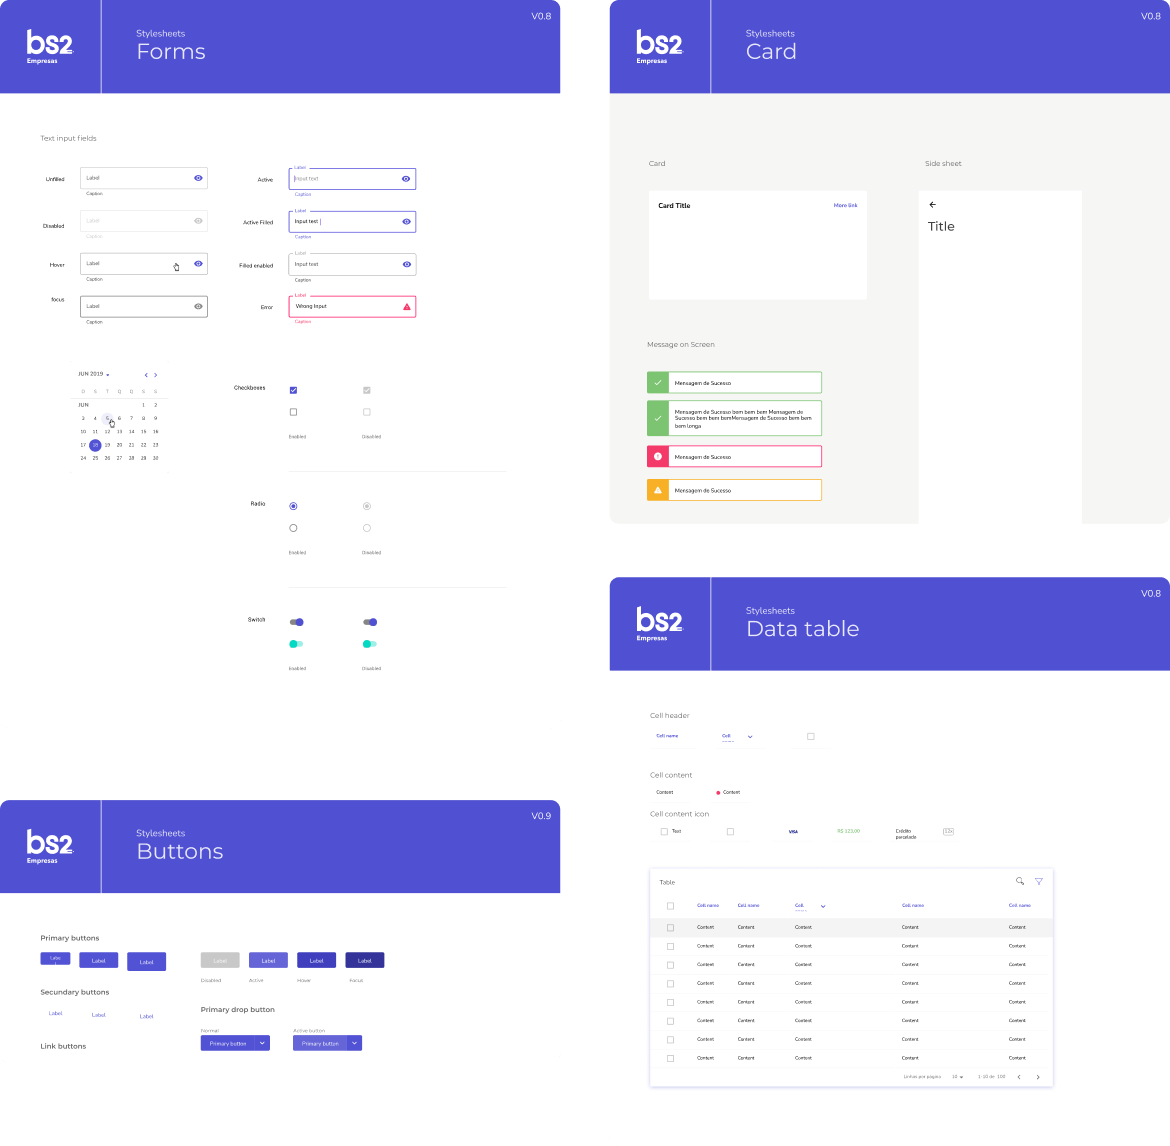 V0.8
bs2
Empresas
Stylesheets
Forms
Text input fields
Unfilled
Label
Caption
Active
Label
Input text
Caption
Disabled
Label
Caption
Active Filled
Label
Input text
Caption
Hover
Label
Caption
Filled enabled
Label
Input text
Caption
focus
Label
Caption
Error
Label
Wrong Input
Caption
JUN 2019
D S T Q Q S S
JUN 1 2
3 4 5 6 7 8 9
10 11 12 13 14 15 16
17 18 19 20 21 22 23
24 25 26 27 28 29 30
Checkboxes
Enabled Disabled
Radio
Enabled Disabled
Switch
Enabled Disabled
V0.8
bs2
Empresas
Stylesheets
Card
Card
Side sheet
Card Title
More link
Title
Message on Screen
Mensagem de Sucesso
Mensagem de Sucesso bem bem bem Mensagem de
Sucesso bem bem bemMensagem de Sucesso bem bem
bem longa
Mensagem de Sucesso
Mensagem de Sucesso
V0.8
bs2
Empresas
Stylesheets
Data table
Cell header
Cell name Cell
Cell content
Content Content
Cell content icon
Text VISA R$ 123,00 Crédito
parcelado
Table
Cell name Cell name Cell Cell name Cell name
Content Content Content Content Content
Content Content Content Content Content
Content Content Content Content Content
Content Content Content Content Content
Content Content Content Content Content
Content Content Content Content Content
Content Content Content Content Content
Content Content Content Content Content
Linhas por página 10 1-10 de 100
V0.9
bs2
Empresas
Stylesheets
Buttons
Primary buttons
Label Label Label
Label Label Label Label
Disabled Active Hover Focus
Secundary buttons
Label Label Label
Primary drop button
Normal Active button
Primary button Primary button
Link buttons